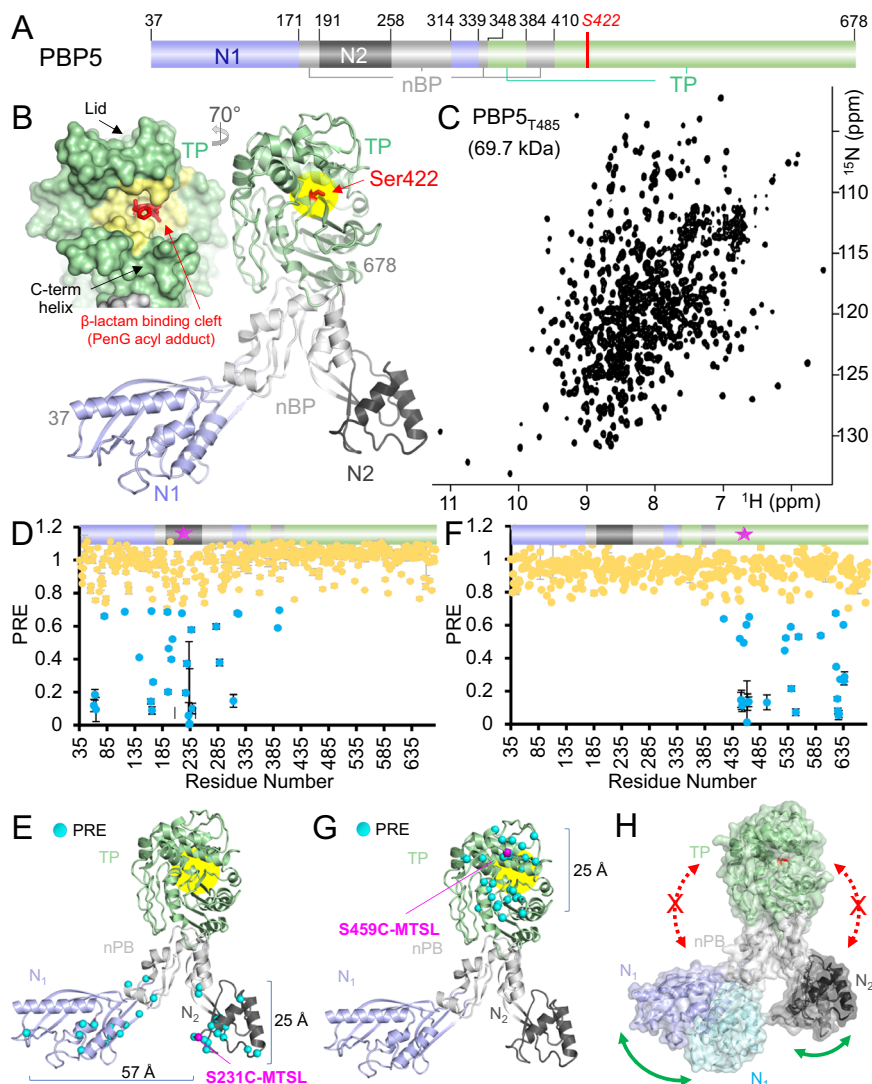 A
37 171 191 258 314 339 348 384 410 S422 678
PBP5
N1 N2
nBP TP
B
Lid
70°
TP
TP
Ser422
678
C-term
helix
β-lactam binding cleft
(PenG acyl adduct)
37
nBP
N1
N2
C
PBP5T485
(69.7 kDa)
15N (ppm)
110
115
120
125
130
11 10 9 8 7
1H (ppm)
D
1.2
1
0.8
0.6
0.4
0.2
0
PRE
35 85 135 185 235 285 335 385 435 485 535 585 635
Residue Number
F
1.2
1
0.8
0.6
0.4
0.2
0
PRE
35 85 135 185 235 285 335 385 435 485 535 585 635
Residue Number
E
PRE
TP
nPB
N1
N2
25 Å
57 Å
S231C-MTSL
G
PRE
TP
25 Å
S459C-MTSL
nPB
N1
N2
H
TP
X X
nPB
N1
N2
N1